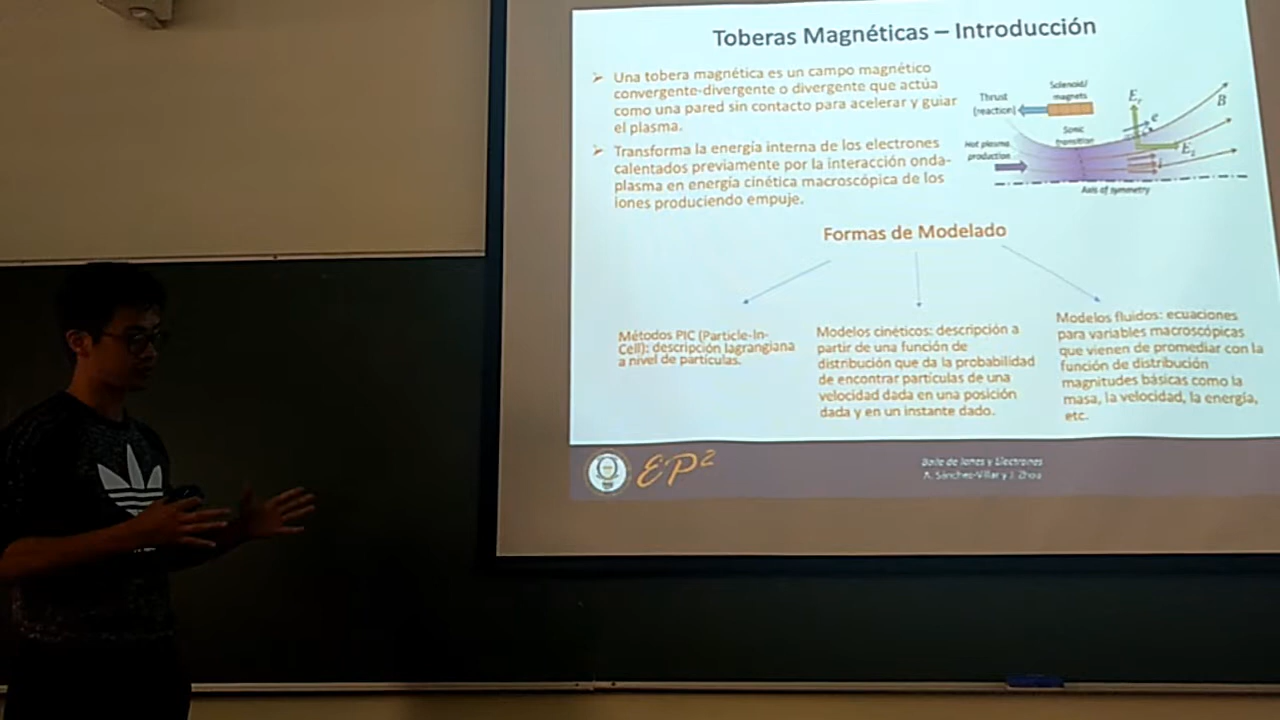 Toberas Magnéticas – Introducción
➢ Una tobera magnética es un campo magnético
convergente-divergente o divergente que actúa
como una pared sin contacto para acelerar y guiar
el plasma.
➢ Transforma la energía interna de los electrones
calentados previamente por la interacción onda-
plasma en energía cinética macroscópica de los
iones produciendo empuje.
Thrust
(reaction)
Solenoid/
magnets
Sonic
transition
Hot plasma
production
E
B
e
E
Axis of symmetry
Formas de Modelado
Métodos PIC (Particle-In-
Cell): descripción lagrangiana
a nivel de partículas.
Modelos cinéticos: descripción a
partir de una función de
distribución que da la probabilidad
de encontrar partículas de una
velocidad dada en una posición
dada y en un instante dado.
Modelos fluidos: ecuaciones
para variables macroscópicas
que vienen de promediar con la
función de distribución
magnitudes básicas como la
masa, la velocidad, la energía,
etc.
EP²
Baile de Iones y Electrones
A. Sánchez-Villar y J. Zhou